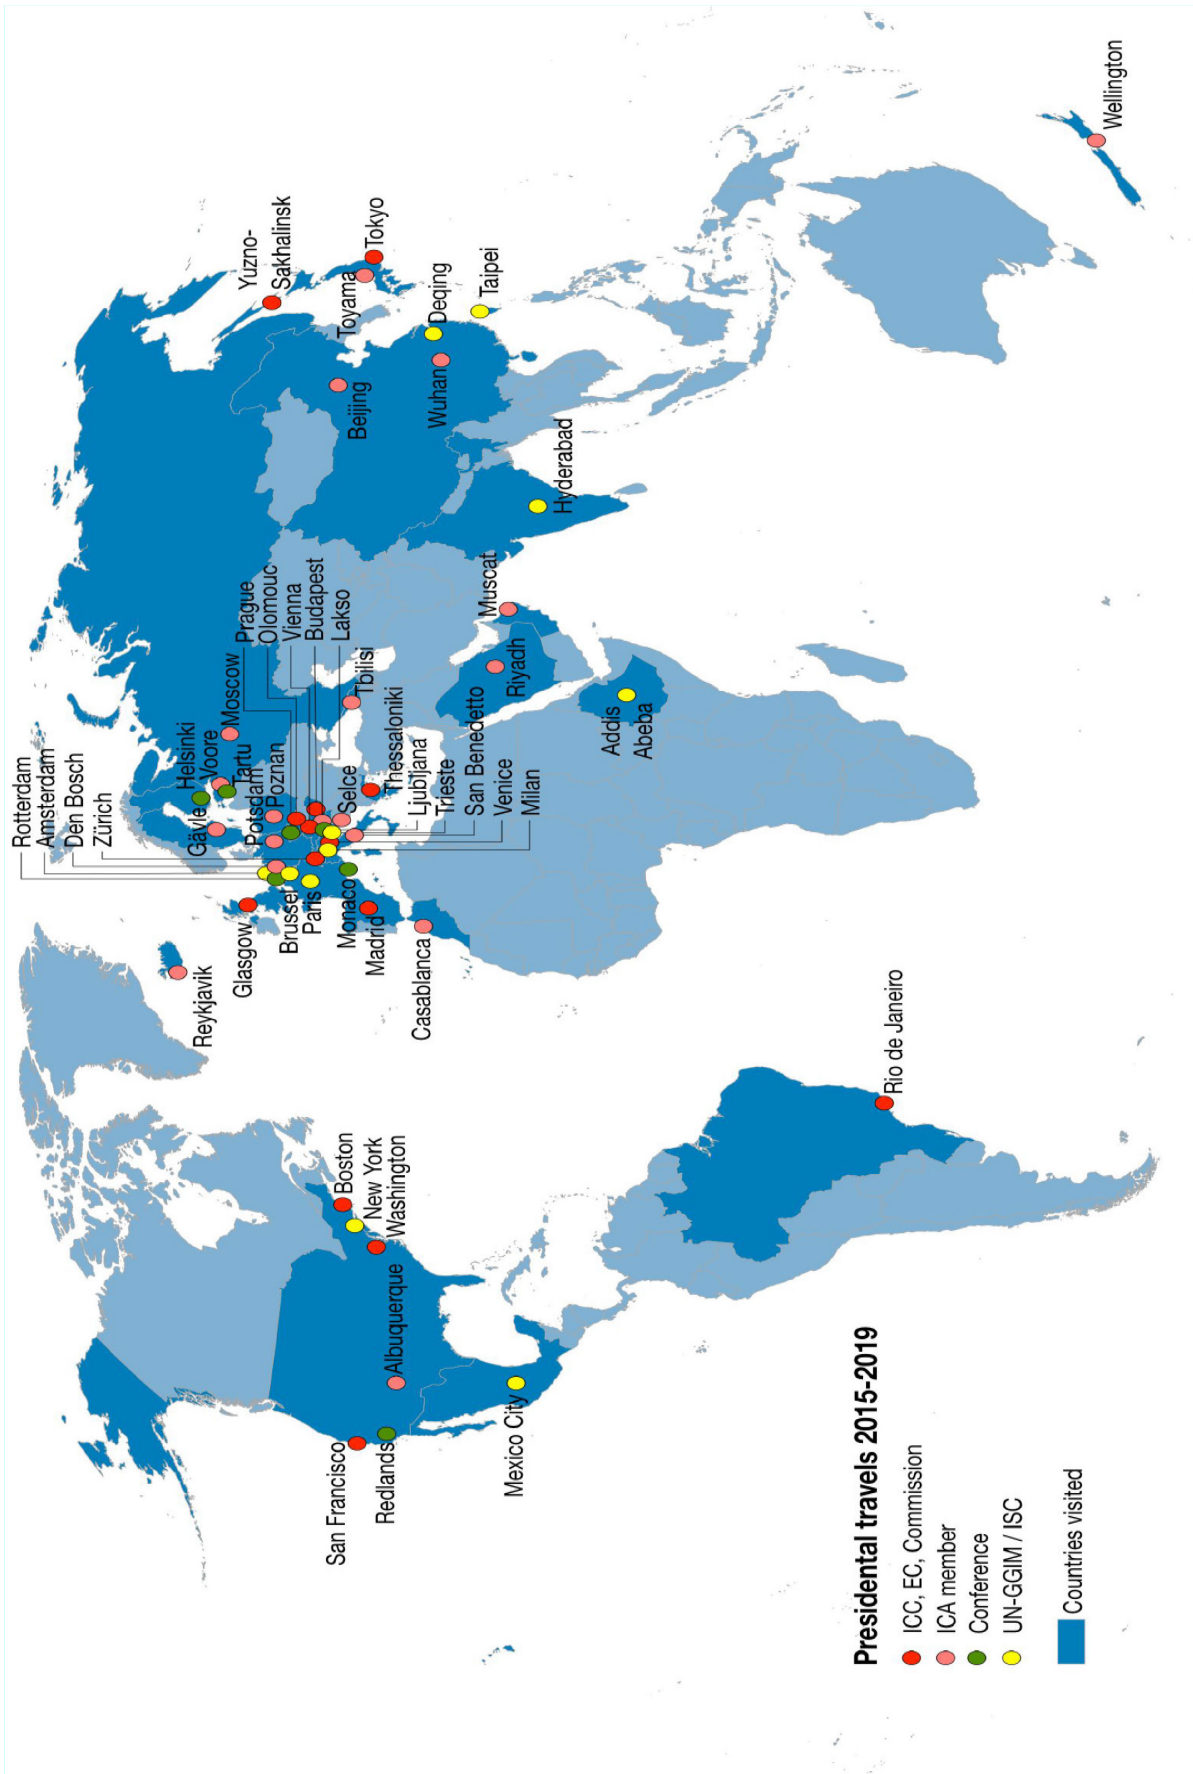 Rotterdam
Amsterdam
Den Bosch
Zürich
Helsinki
Voore
Tartu
Moscow
Prague
Olomouc
Vienna
Budapest
Lakso
Gävle
Potsdam
Poznan
Selce
Tbilisi
Thessaloniki
Ljubljana
Trieste
San Benedetto
Venice
Milan
Reykjavik
Glasgow
Brussel
Paris
Monaco
Madrid
Casablanca
Yuzno-
Sakhalinsk
Toyama
Tokyo
Beijing
Wuhan
Deqing
Taipei
Hyderabad
Muscat
Riyadh
Addis
Abeba
Wellington
Boston
New York
Washington
Albuquerque
San Francisco
Redlands
Mexico City
Rio de Janeiro
Presidental travels 2015-2019
ICC, EC, Commission
ICA member
Conference
UN-GGIM / ISC
Countries visited